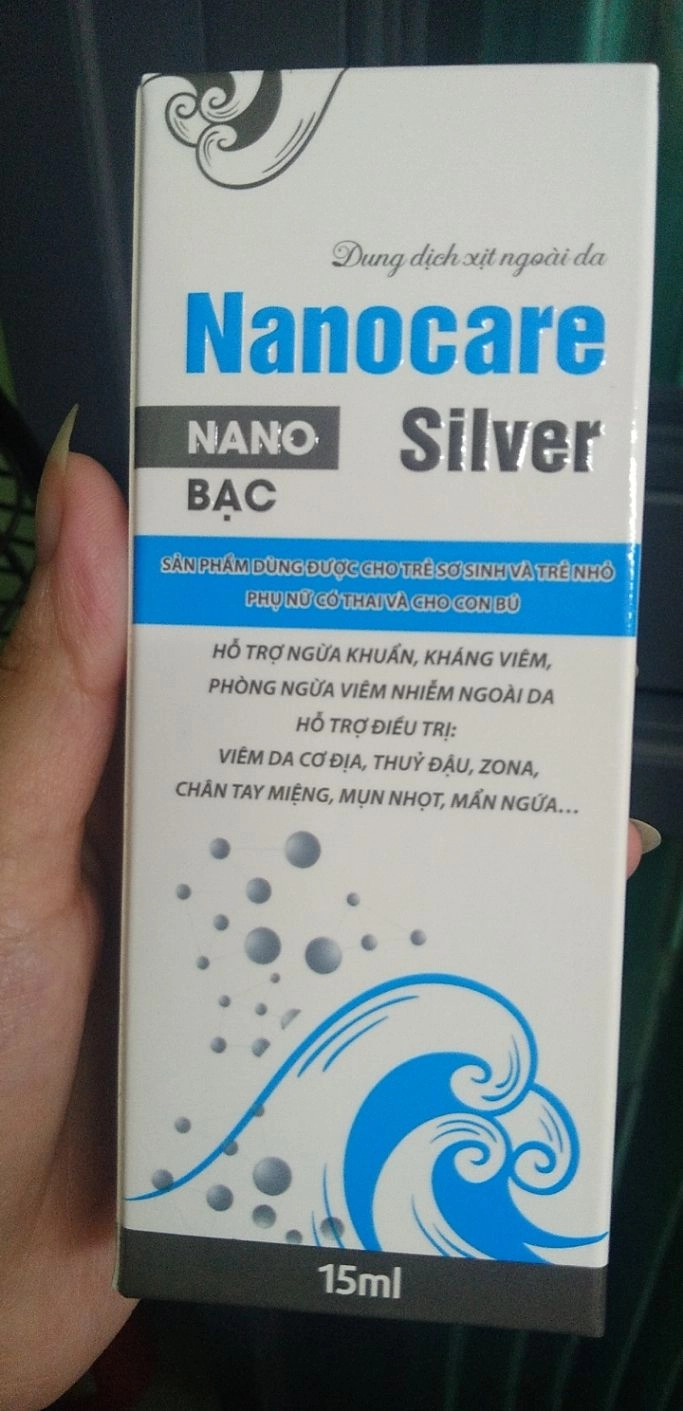 Dung dịch xịt ngoài da
Nanocare
NANO Silver
BẠC
SẢN PHẨM DÙNG ĐƯỢC CHO TRẺ SƠ SINH VÀ TRẺ NHỎ
PHỤ NỮ CÓ THAI VÀ CHO CON BÚ
HỖ TRỢ NGỪA KHUẨN, KHÁNG VIÊM,
PHÒNG NGỪA VIÊM NHIỄM NGOÀI DA
HỖ TRỢ ĐIỀU TRỊ:
VIÊM DA CƠ ĐỊA, THUỶ ĐẬU, ZONA,
CHÂN TAY MIỆNG, MỤN NHỌT, MẨN NGỨA...
15ml